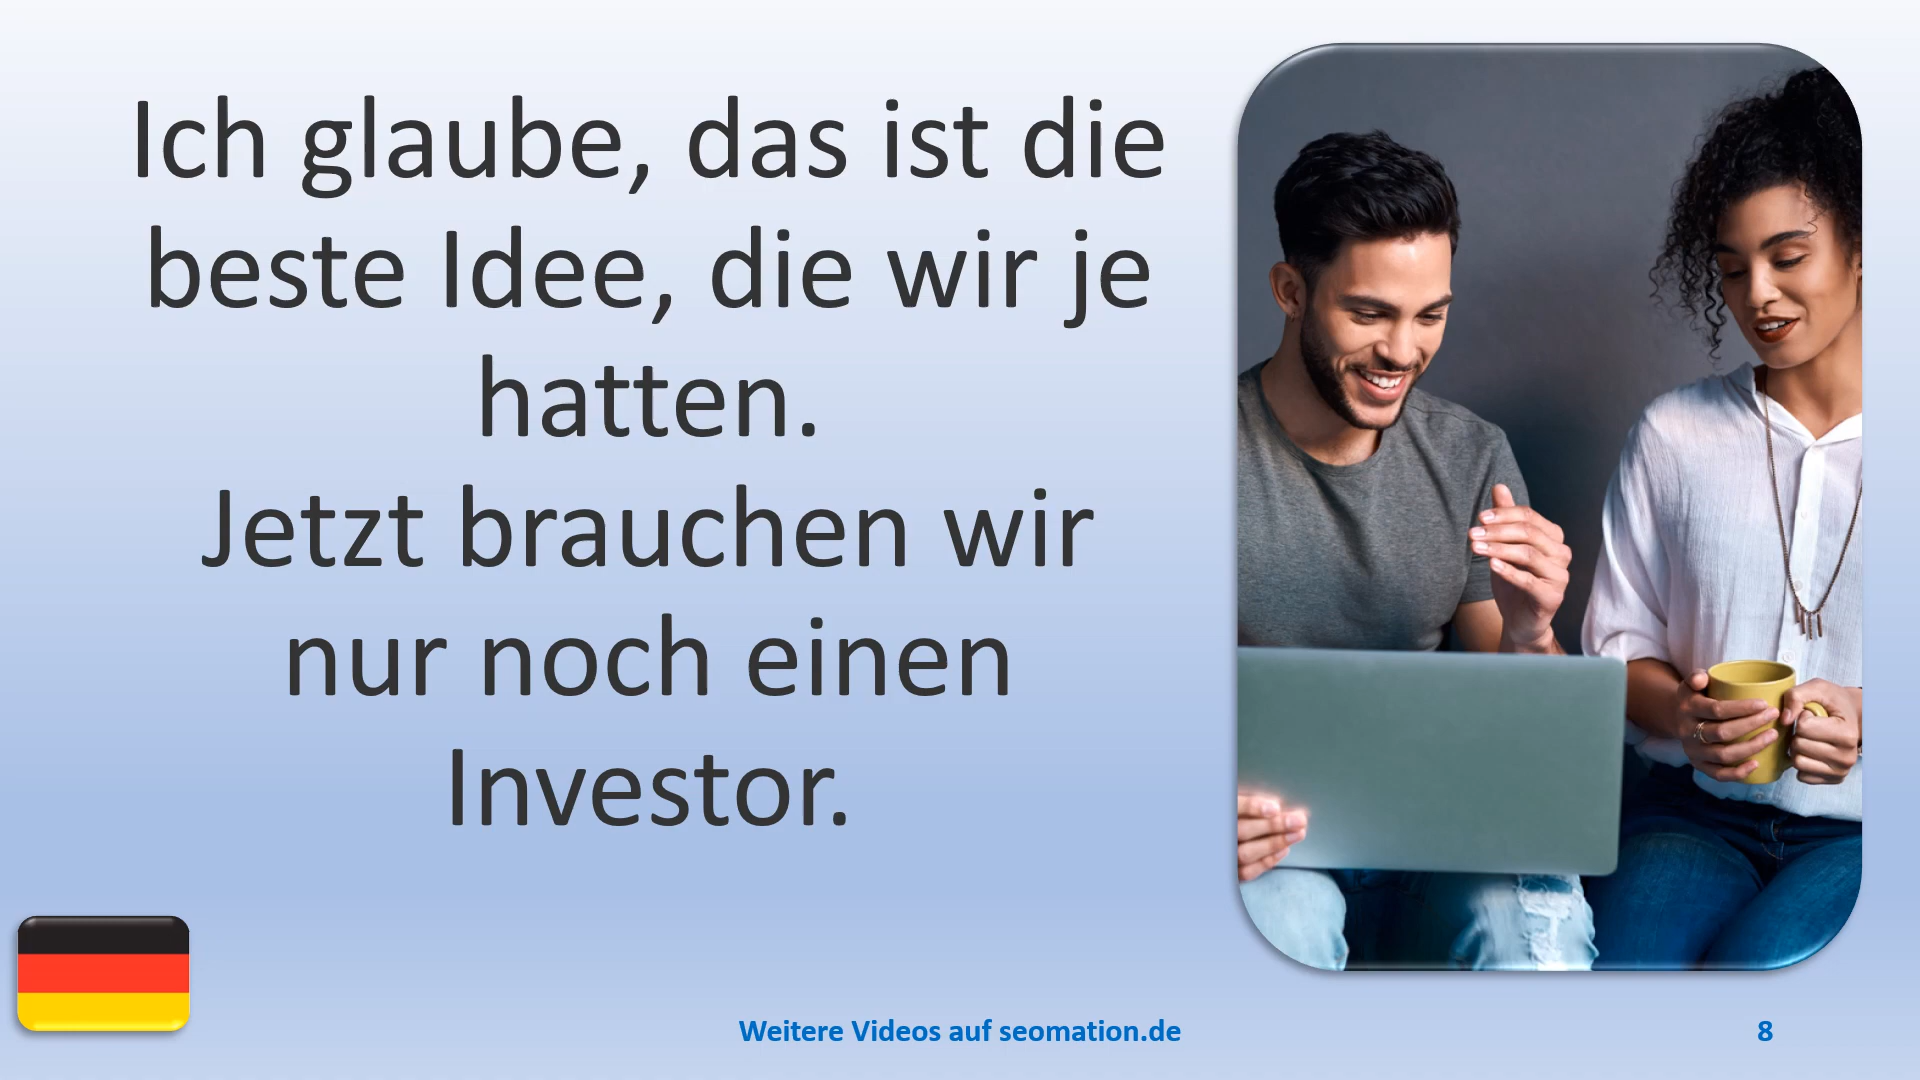 Ich glaube, das ist die
beste Idee, die wir je
hatten.
Jetzt brauchen wir
nur noch einen
Investor.
Weitere Videos auf seomation.de
8